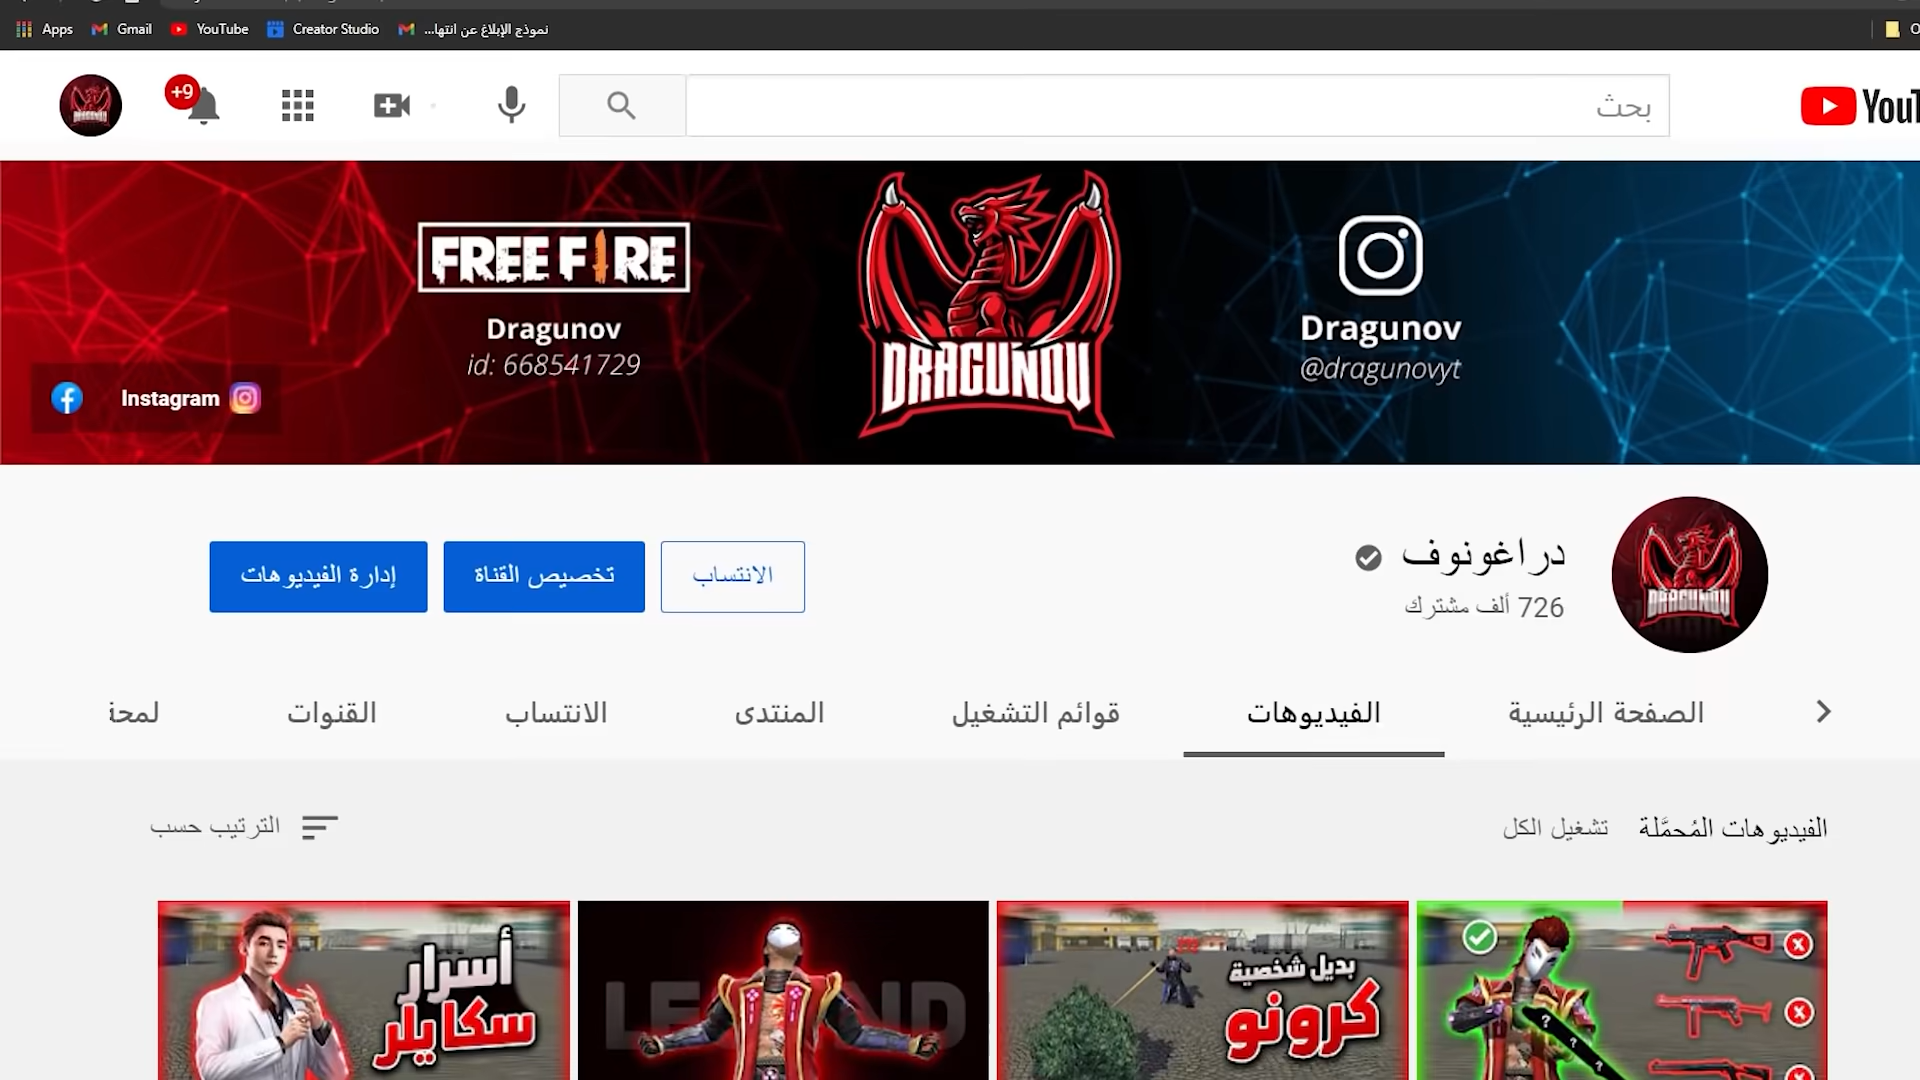 Apps
Gmail
YouTube
Creator Studio
نموذج الإبلاغ عن انتها...
+9
بحث
FREE FIRE
Dragunov
id: 668541729
DRAGUNOV
Dragunov
@dragunovyt
Instagram
دراغونوف
726 ألف مشترك
الانتساب
تخصيص القناة
إدارة الفيديوهات
DRAGUNOV
الصفحة الرئيسية
الفيديوهات
قوائم التشغيل
المنتدى
الانتساب
القنوات
الفيديوهات المُحمَّلة
تشغيل الكل
الترتيب حسب
أسرار
سكايلر
LEGEND
بديل شخصية
كرونو
? ? ?